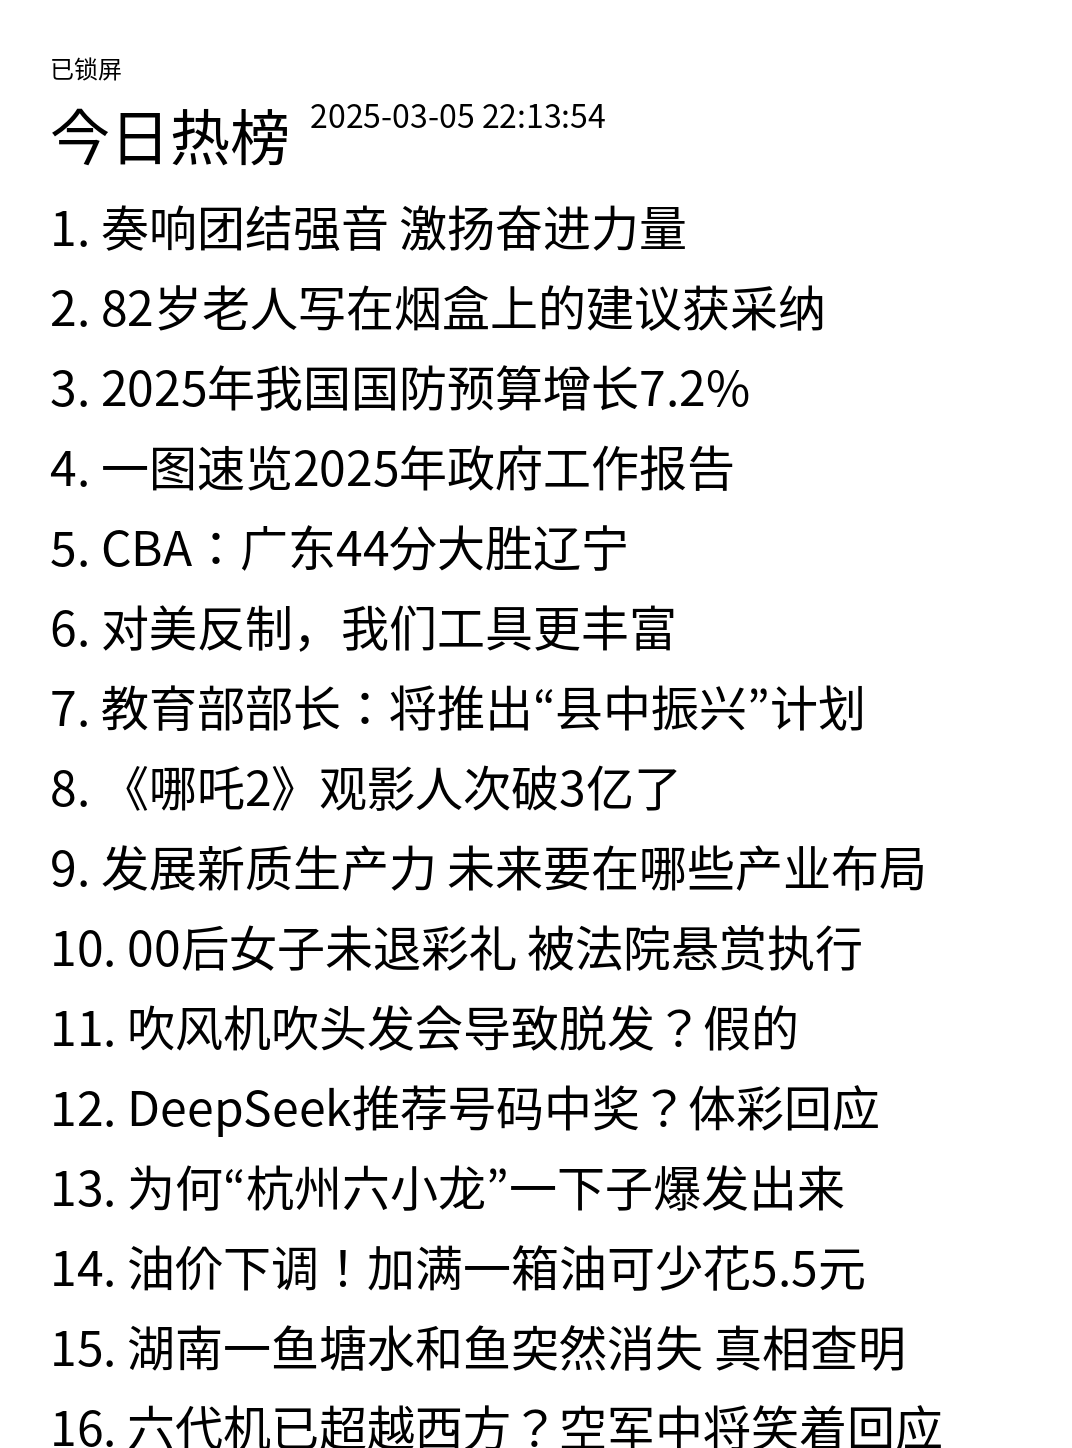 已锁屏
今日热榜 2025-03-05 22:13:54
1. 奏响团结强音 激扬奋进力量
2. 82岁老人写在烟盒上的建议获采纳
3. 2025年我国国防预算增长7.2%
4. 一图速览2025年政府工作报告
5. CBA：广东44分大胜辽宁
6. 对美反制，我们工具更丰富
7. 教育部部长：将推出“县中振兴”计划
8. 《哪吒2》观影人次破3亿了
9. 发展新质生产力 未来要在哪些产业布局
10. 00后女子未退彩礼 被法院悬赏执行
11. 吹风机吹头发会导致脱发？假的
12. DeepSeek推荐号码中奖？体彩回应
13. 为何“杭州六小龙”一下子爆发出来
14. 油价下调！加满一箱油可少花5.5元
15. 湖南一鱼塘水和鱼突然消失 真相查明
16. 六代机已超越西方？空军中将笑着回应